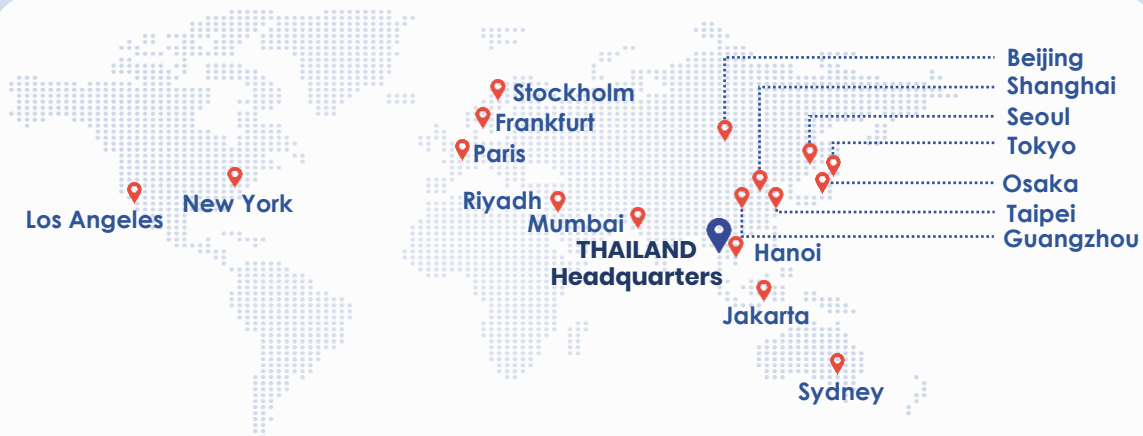 Beijing
Shanghai
Seoul
Tokyo
Osaka
Taipei
Guangzhou
Stockholm
Frankfurt
Paris
Riyadh
Mumbai
THAILAND
Headquarters
Hanoi
Jakarta
Sydney
Los Angeles
New York